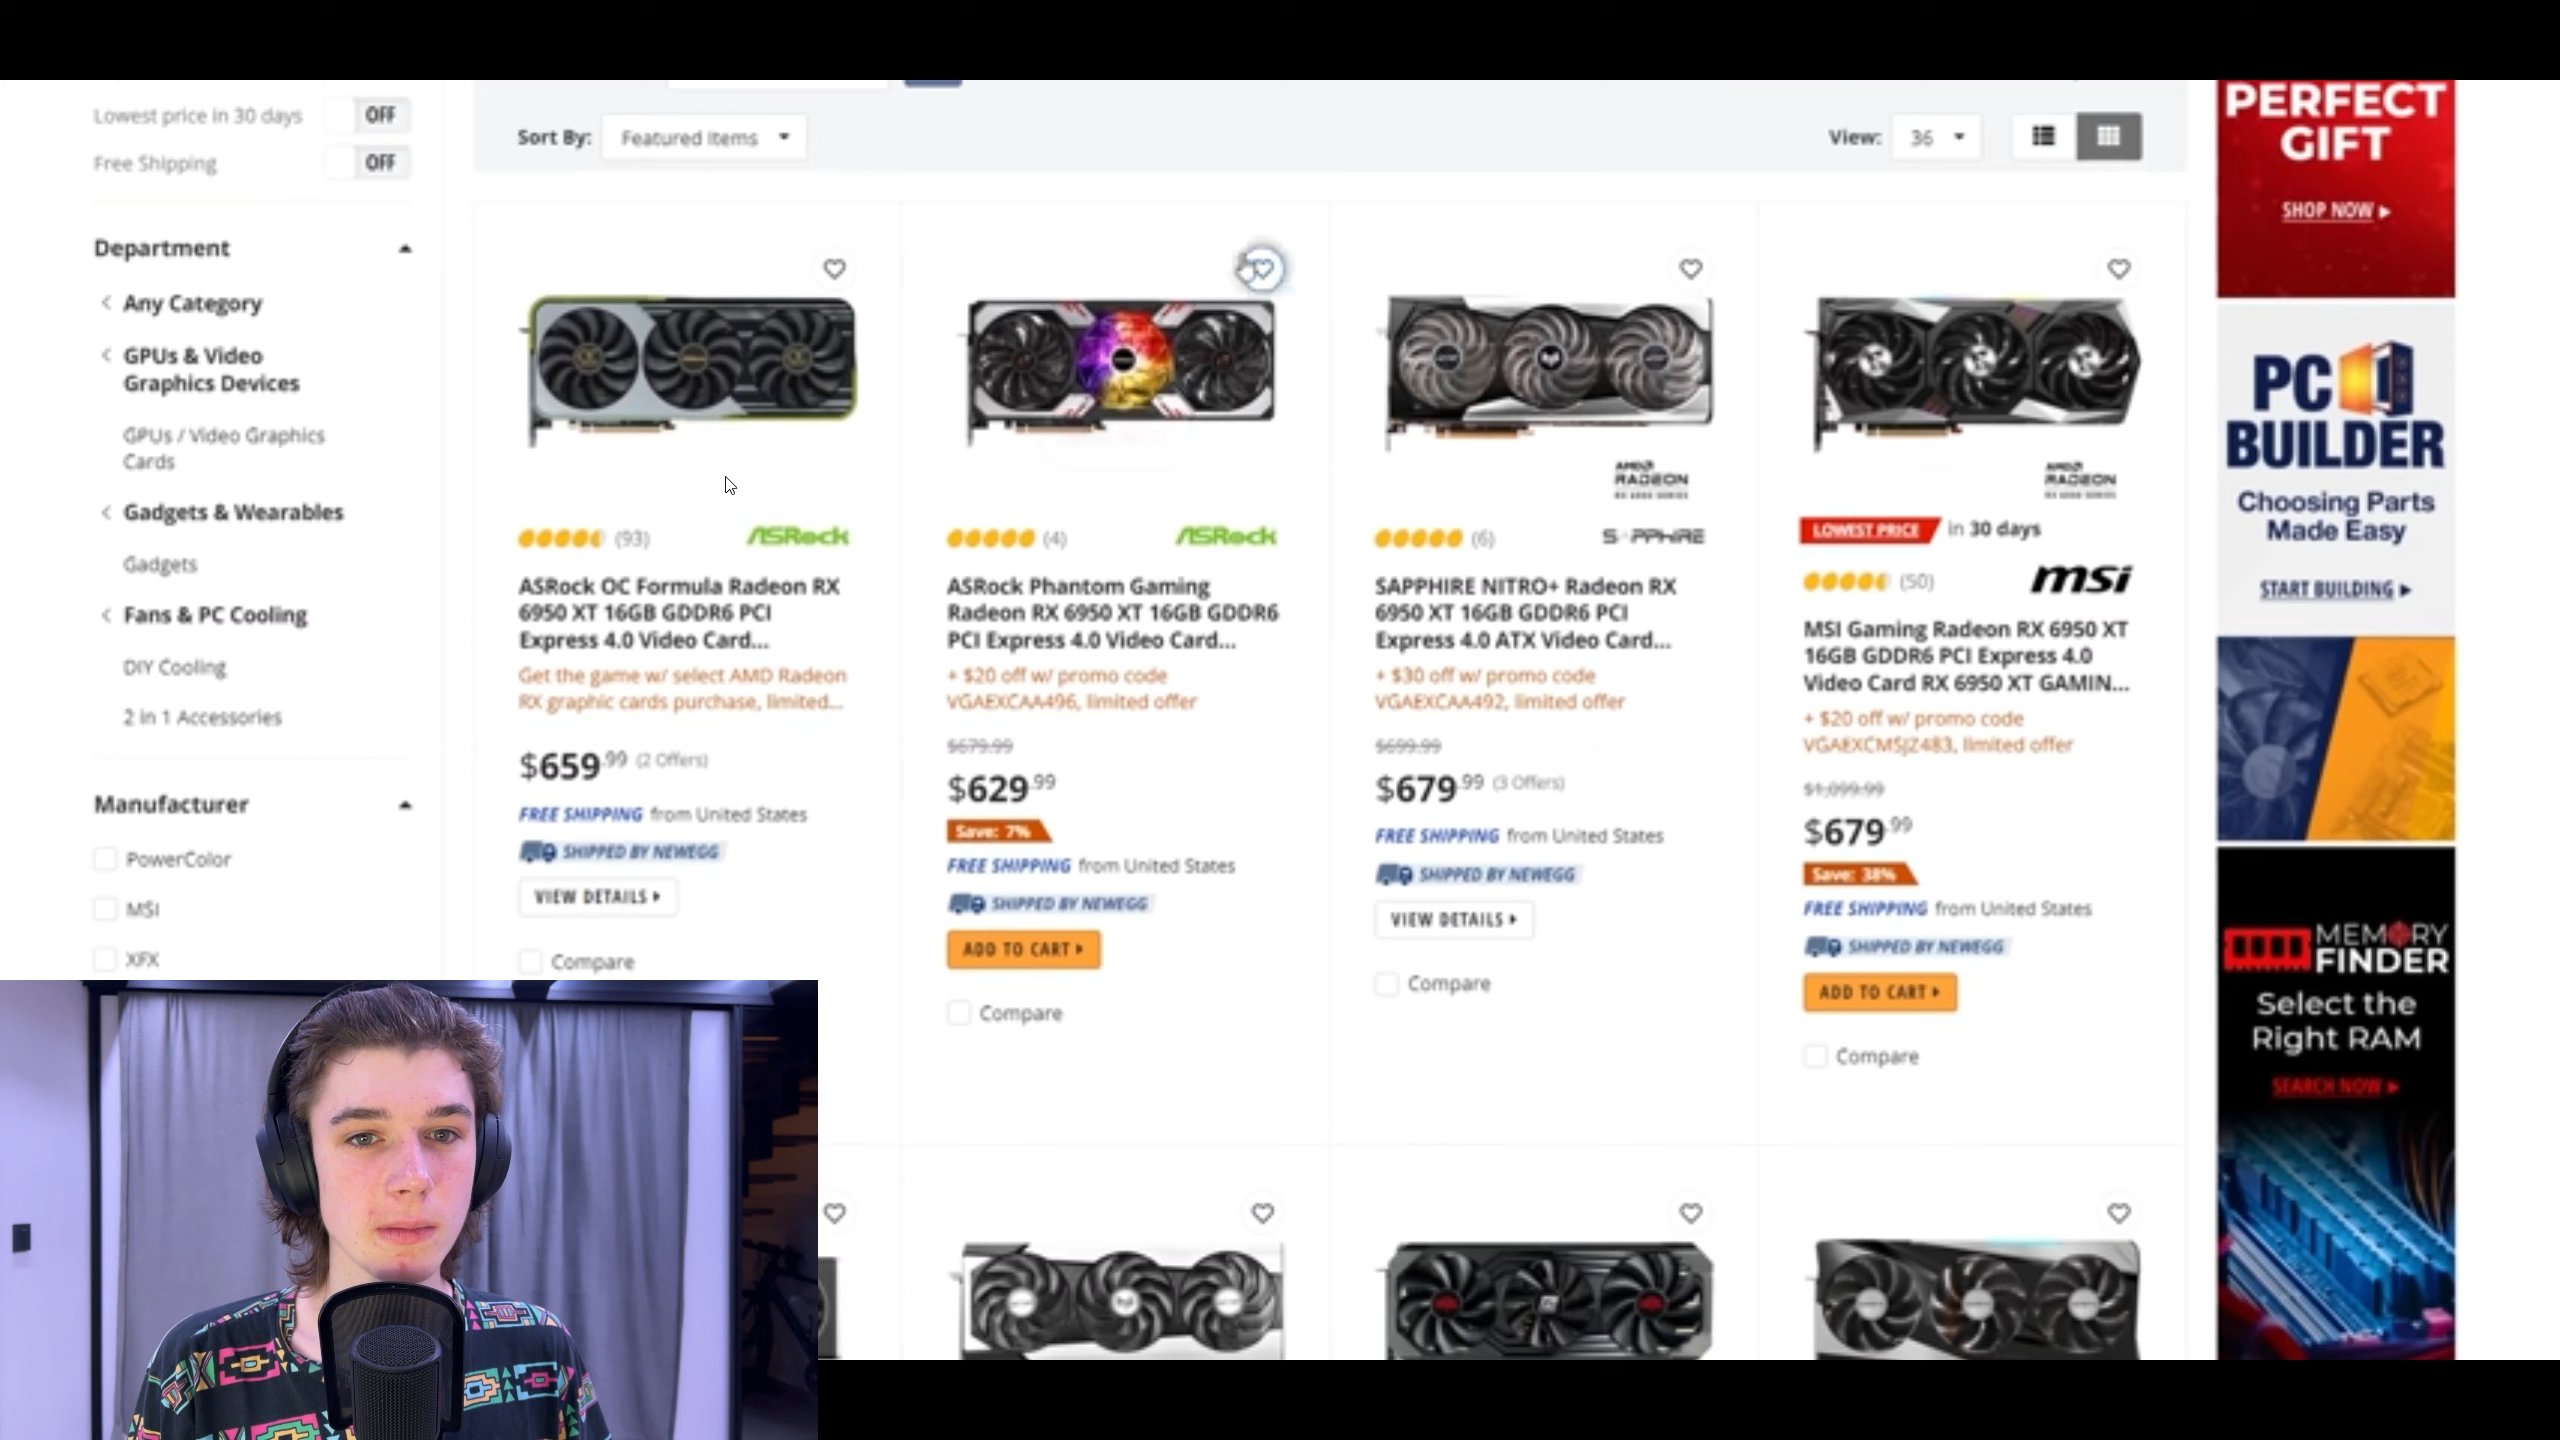 Lowest price in 30 days OFF
Free Shipping OFF
Department
Any Category
GPUs & Video
Graphics Devices
GPUs / Video Graphics
Cards
Gadgets & Wearables
Gadgets
Fans & PC Cooling
DIY Cooling
2 in 1 Accessories
Manufacturer
PowerColor
MSI
XFX
Sort By: Featured Items
View: 36
(93) ASRock
ASRock OC Formula Radeon RX
6950 XT 16GB GDDR6 PCI
Express 4.0 Video Card...
Get the game w/ select AMD Radeon
RX graphic cards purchase, limited...
$659.99 (2 Offers)
FREE SHIPPING from United States
SHIPPED BY NEWEGG
VIEW DETAILS
Compare
(4) ASRock
ASRock Phantom Gaming
Radeon RX 6950 XT 16GB GDDR6
PCI Express 4.0 Video Card...
+ $20 off w/ promo code
VGAEXCAA496, limited offer
$679.99
$629.99
Save: 7%
FREE SHIPPING from United States
SHIPPED BY NEWEGG
ADD TO CART
Compare
AMD
RADEON
RX 6000 SERIES
(6) SAPPHIRE
SAPPHIRE NITRO+ Radeon RX
6950 XT 16GB GDDR6 PCI
Express 4.0 ATX Video Card...
+ $30 off w/ promo code
VGAEXCAA492, limited offer
$699.99
$679.99 (3 Offers)
FREE SHIPPING from United States
SHIPPED BY NEWEGG
VIEW DETAILS
Compare
AMD
RADEON
RX 6000 SERIES
LOWEST PRICE in 30 days
(50) msi
MSI Gaming Radeon RX 6950 XT
16GB GDDR6 PCI Express 4.0
Video Card RX 6950 XT GAMIN...
+ $20 off w/ promo code
VGAEXCMSJZ483, limited offer
$1,099.99
$679.99
Save: 38%
FREE SHIPPING from United States
SHIPPED BY NEWEGG
ADD TO CART
Compare
PERFECT
GIFT
SHOP NOW
PC
BUILDER
Choosing Parts
Made Easy
START BUILDING
MEMORY
FINDER
Select the
Right RAM
SEARCH NOW